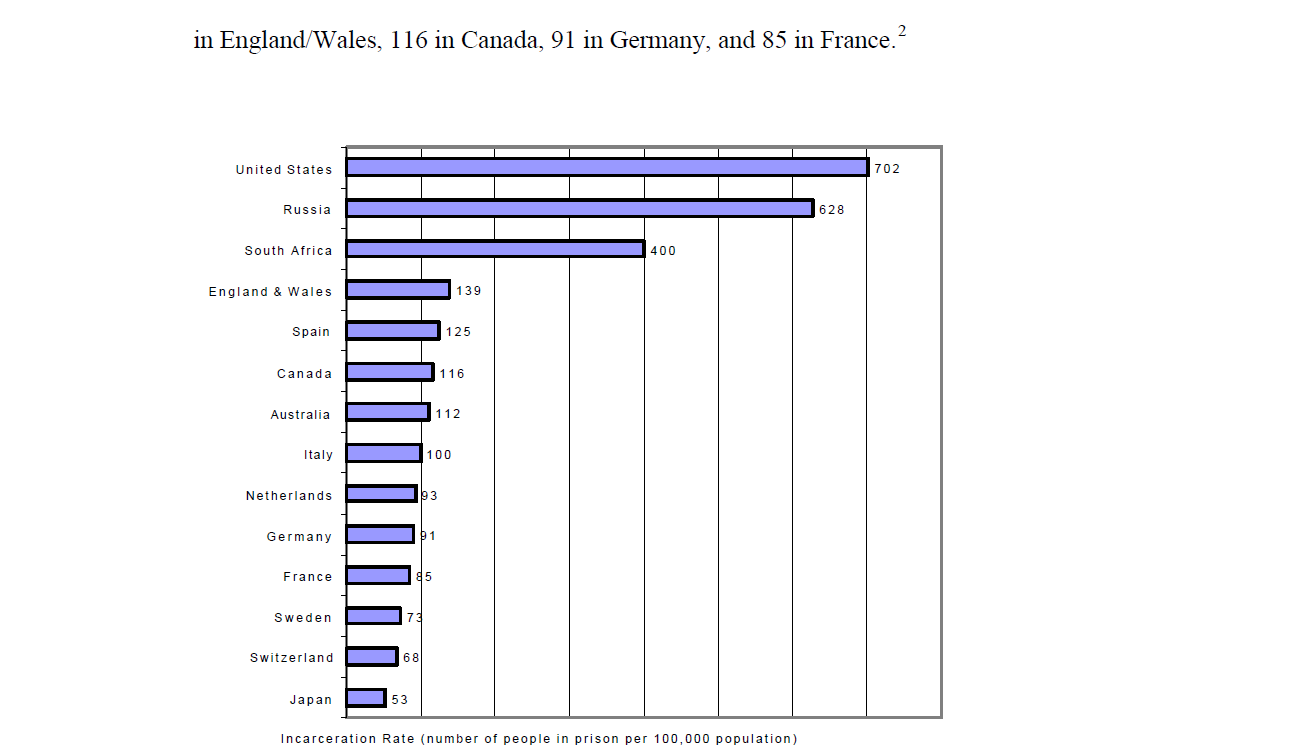 in England/Wales, 116 in Canada, 91 in Germany, and 85 in France.2
United States 702
Russia 628
South Africa 400
England & Wales 139
Spain 125
Canada 116
Australia 112
Italy 100
Netherlands 93
Germany 91
France 85
Sweden 73
Switzerland 68
Japan 53
Incarceration Rate (number of people in prison per 100,000 population)